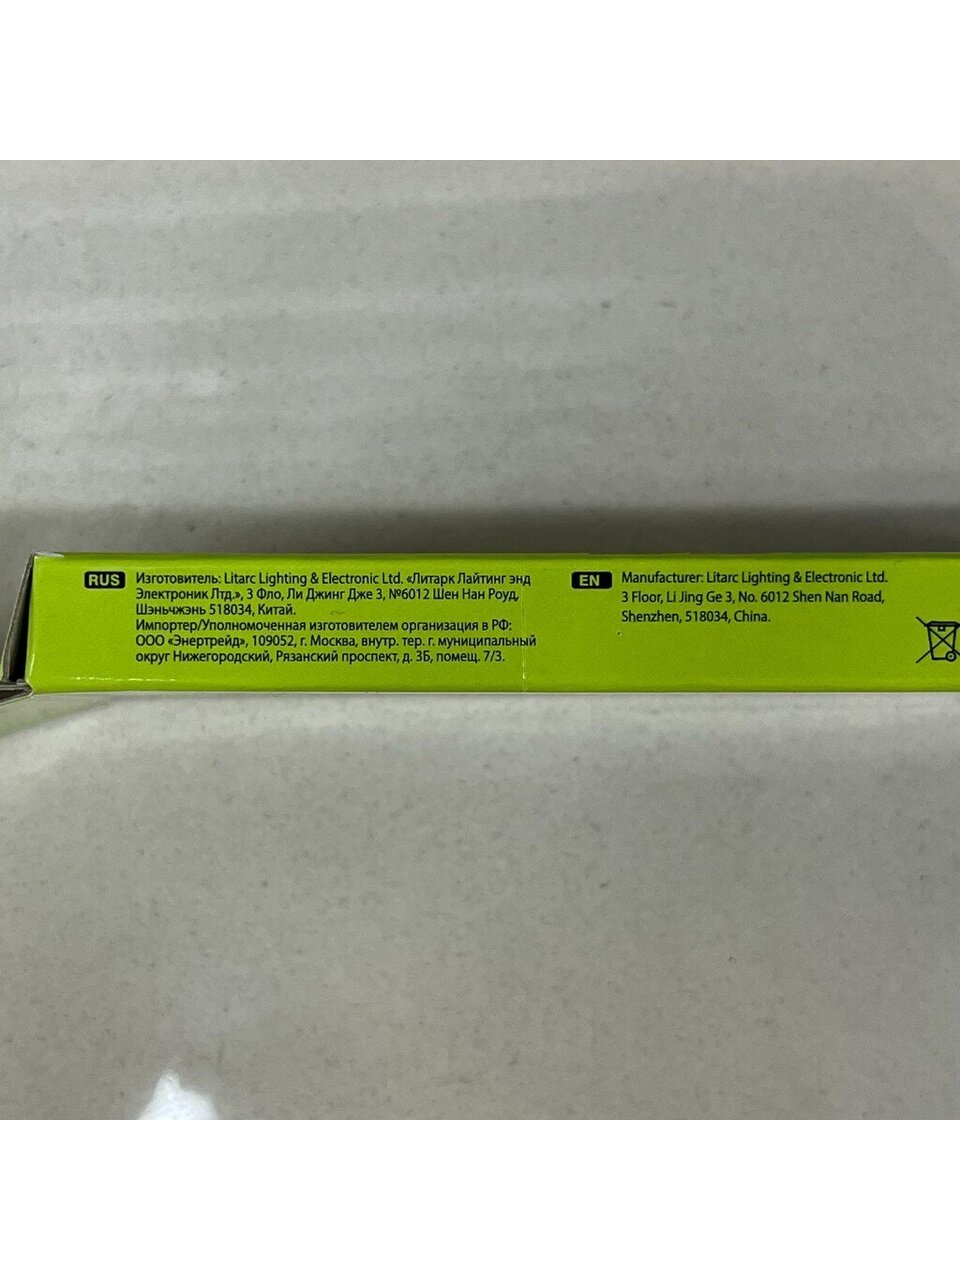 RUS
Изготовитель: Litarc Lighting & Electronic Ltd. «Литарк Лайтинг энд
Электроник Лтд.», 3 Фло, Ли Джинг Дже 3, №6012 Шен Нан Роуд,
Шэньчжэнь 518034, Китай.
Импортер/Уполномоченная изготовителем организация в РФ:
ООО «Энертрейд», 109052, г. Москва, внутр. тер. г. муниципальный
округ Нижегородский, Рязанский проспект, д. 3Б, помещ. 7/3.
EN
Manufacturer: Litarc Lighting & Electronic Ltd.
3 Floor, Li Jing Ge 3, No. 6012 Shen Nan Road,
Shenzhen, 518034, China.